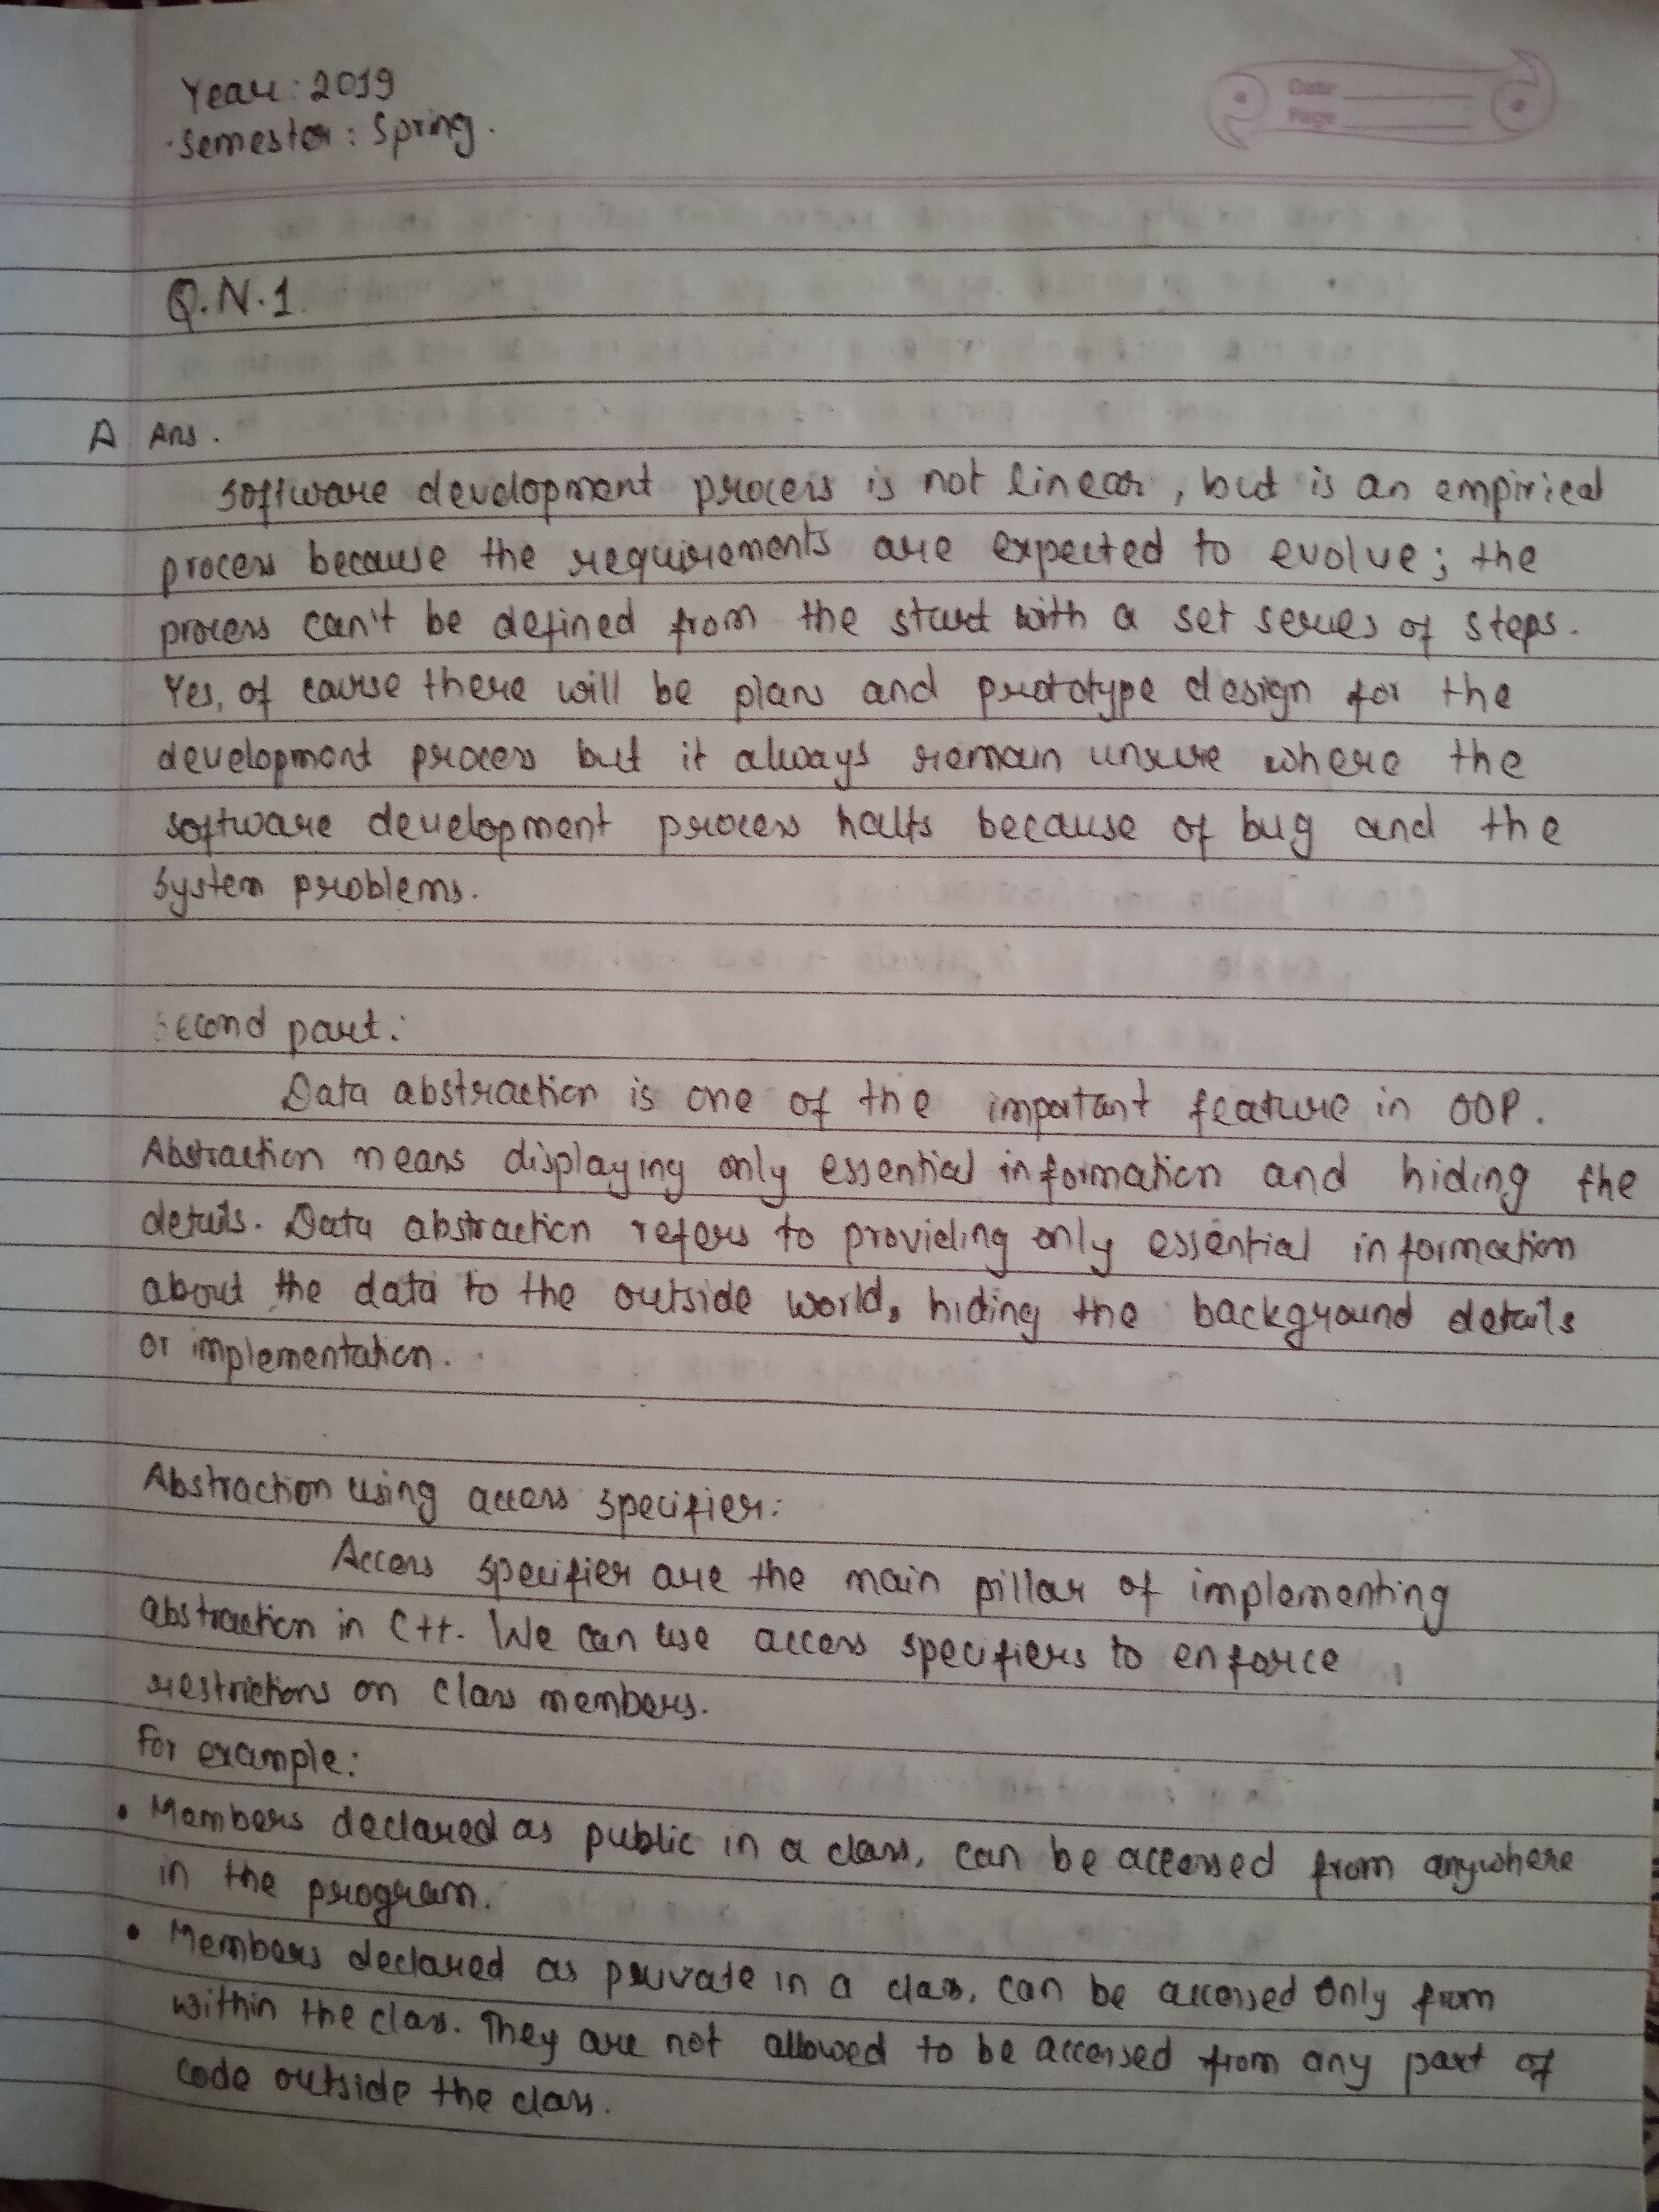 Year: 2019
Semester: Spring.
Date
Page
Q.N.1
A Ans.
Software development process is not linear, but is an empirical
process because the requirements are expected to evolve; the
process can't be defined from the start with a set series of steps.
Yes, of course there will be plans and prototype design for the
development process but it always remain unsure where the
software development process halts because of bug and the
system problems.
Second part:
Data abstraction is one of the important feature in OOP.
Abstraction means displaying only essential information and hiding the
details. Data abstraction refers to providing only essential information
about the data to the outside world, hiding the background details
or implementation.
Abstraction using access specifier:
Access specifier are the main pillar of implementing
abstraction in C++. We can use access specifiers to enforce
restrictions on class members.
For example:
• Members declared as public in a class, can be accessed from anywhere
in the program.
• Members declared as private in a class, can be accessed only from
within the class. They are not allowed to be accessed from any part of
code outside the class.